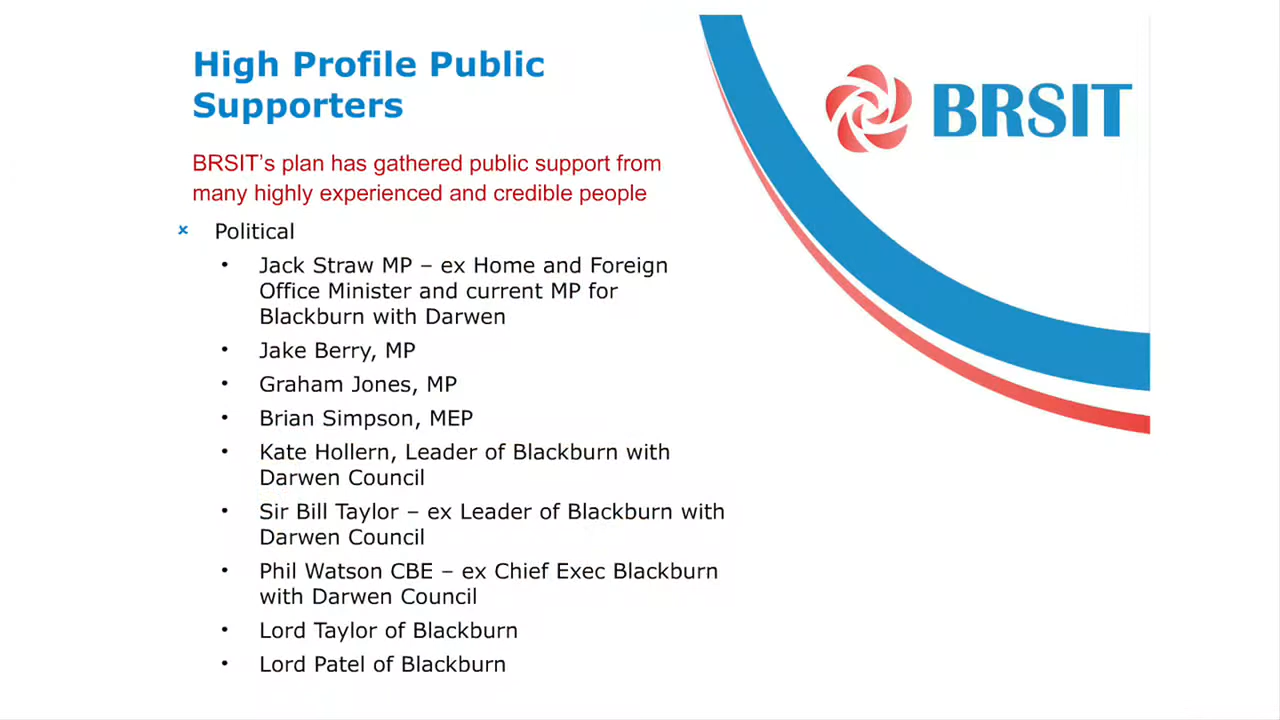 High Profile Public
Supporters
BRSIT
BRSIT’s plan has gathered public support from
many highly experienced and credible people
Political
• Jack Straw MP – ex Home and Foreign
Office Minister and current MP for
Blackburn with Darwen
• Jake Berry, MP
• Graham Jones, MP
• Brian Simpson, MEP
• Kate Hollern, Leader of Blackburn with
Darwen Council
• Sir Bill Taylor – ex Leader of Blackburn with
Darwen Council
• Phil Watson CBE – ex Chief Exec Blackburn
with Darwen Council
• Lord Taylor of Blackburn
• Lord Patel of Blackburn